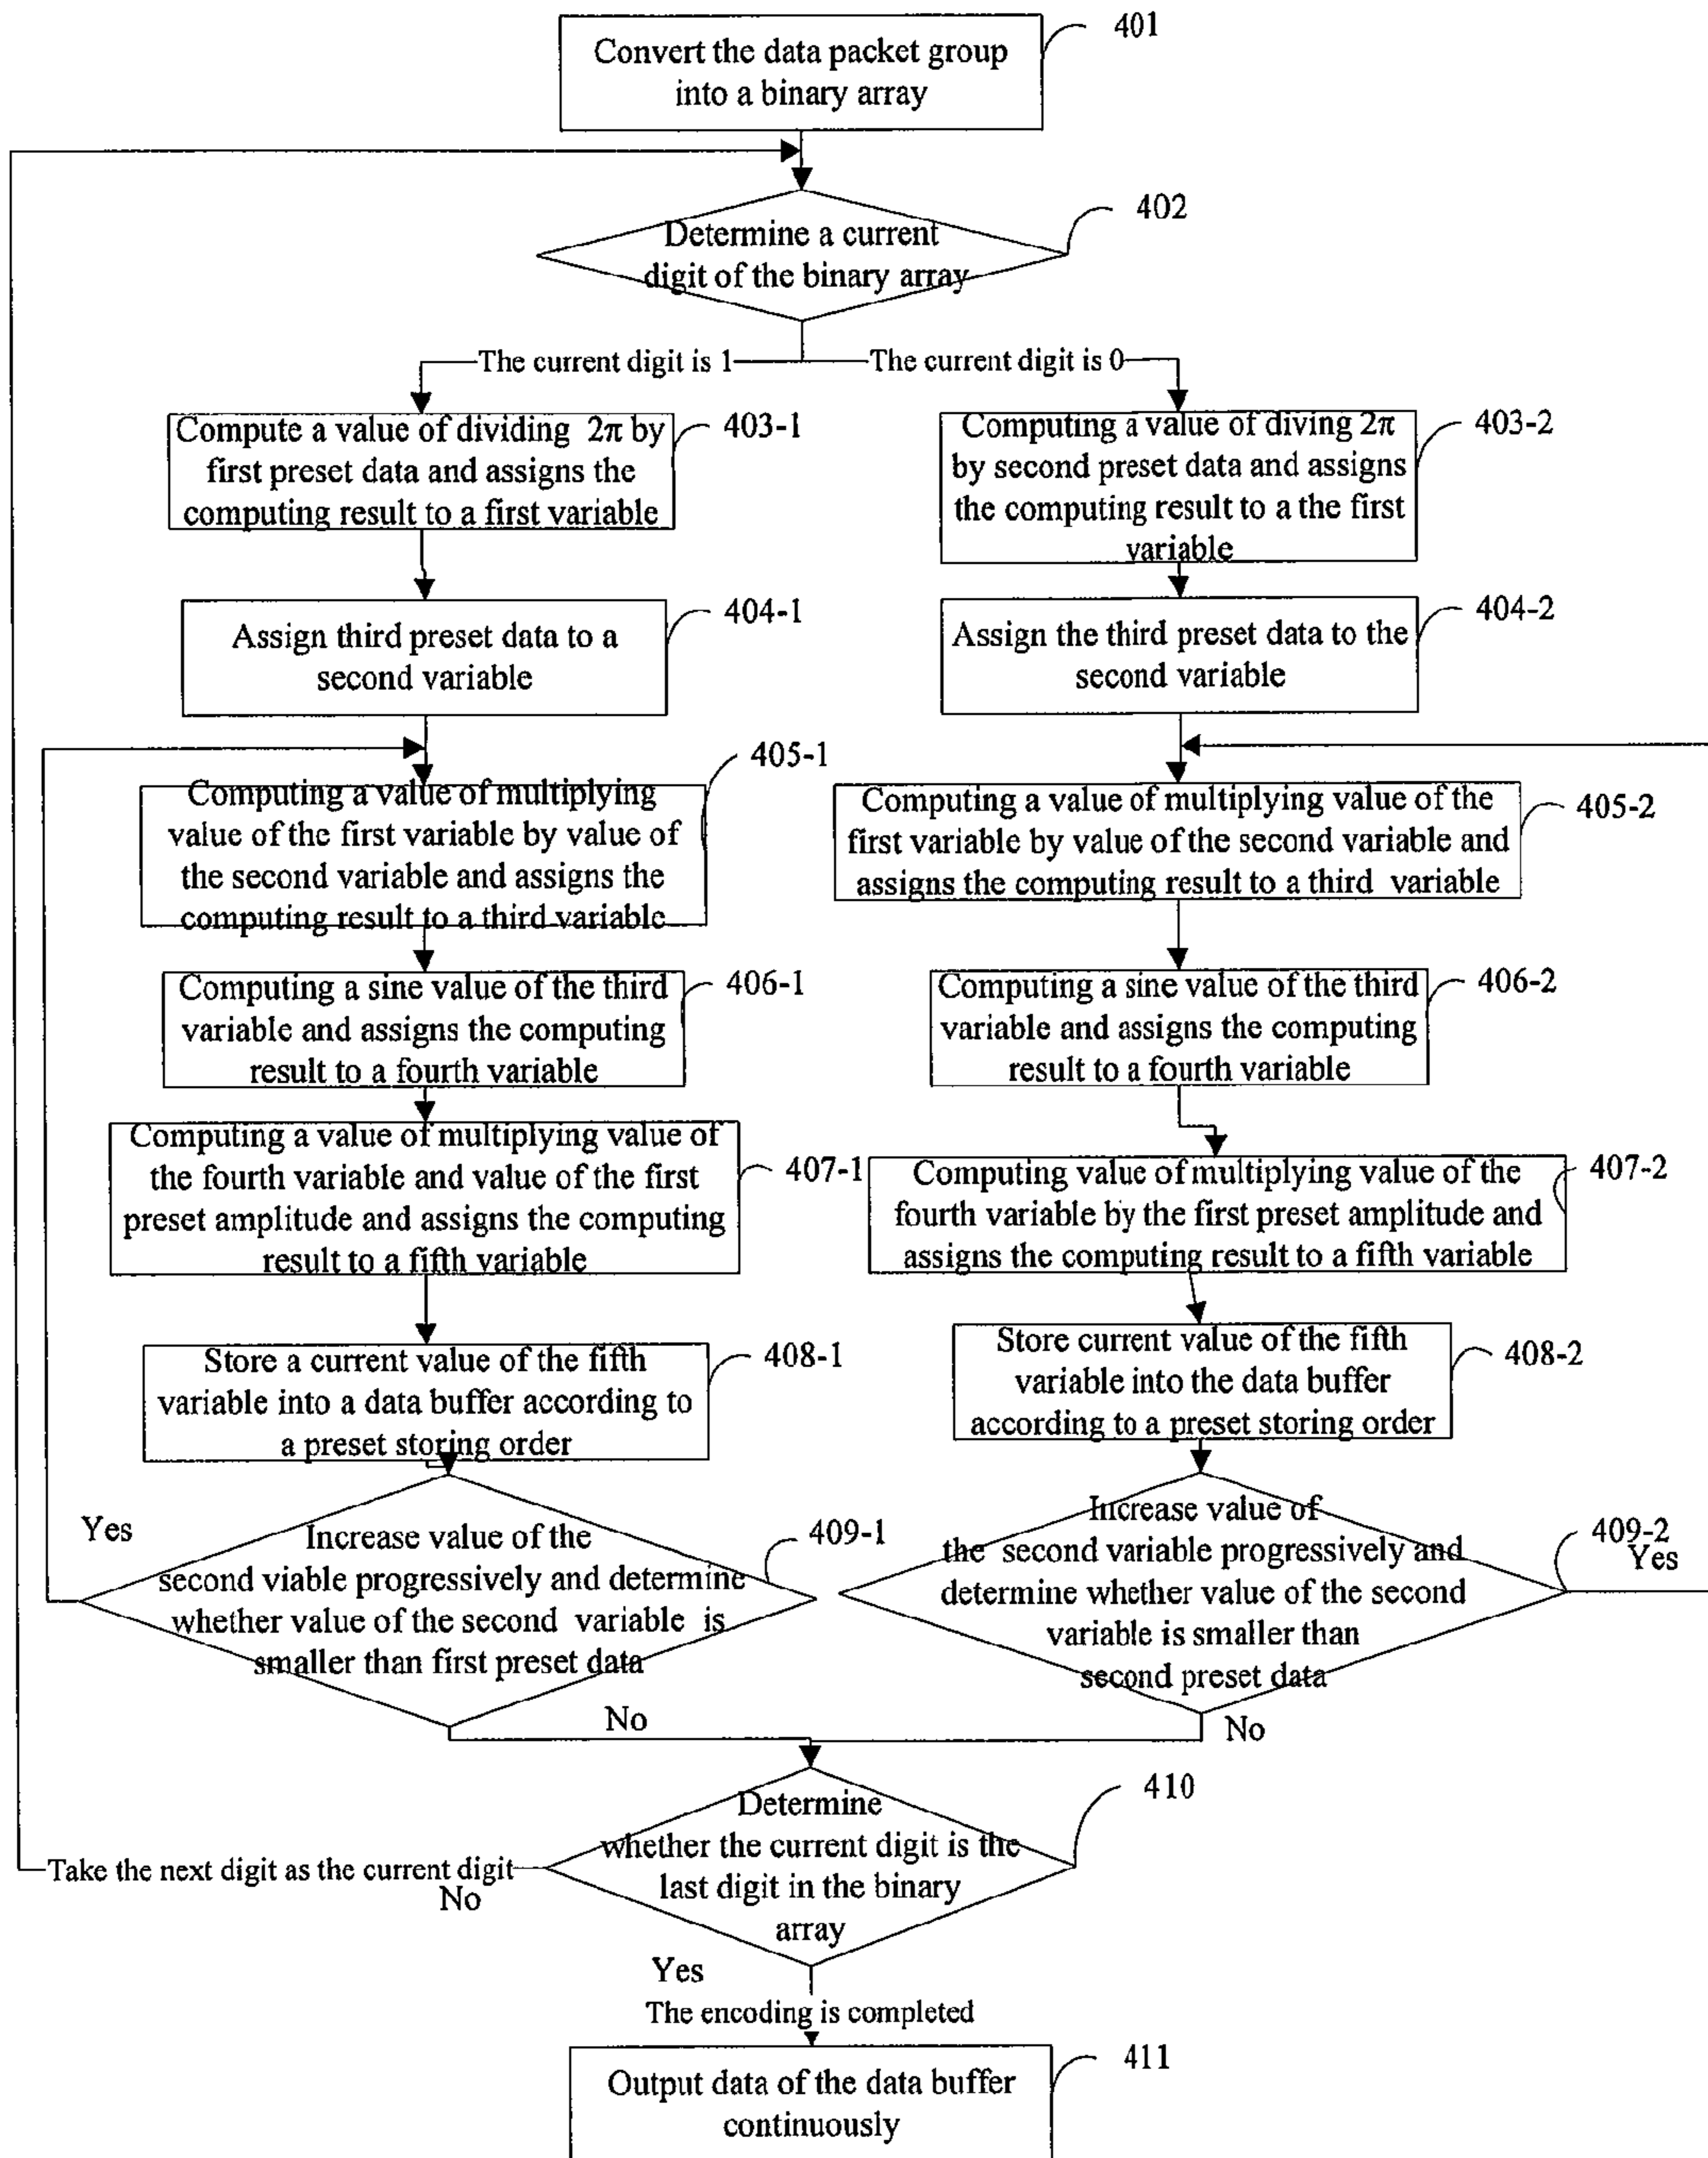 401
Convert the data packet group
into a binary array
402
Determine a current
digit of the binary array
The current digit is 1
The current digit is 0
Compute a value of dividing 2π by
first preset data and assigns the
computing result to a first variable
403-1
Computing a value of diving 2π
by second preset data and assigns
the computing result to a the first
variable
403-2
Assign third preset data to a
second variable
404-1
Assign the third preset data to the
second variable
404-2
Computing a value of multiplying
value of the first variable by value of
the second variable and assigns the
computing result to a third variable
405-1
Computing a value of multiplying value of the
first variable by value of the second variable and
assigns the computing result to a third variable
405-2
Computing a sine value of the third
variable and assigns the computing
result to a fourth variable
406-1
Computing a sine value of the third
variable and assigns the computing
result to a fourth variable
406-2
Computing a value of multiplying value of
the fourth variable and value of the first
preset amplitude and assigns the computing
result to a fifth variable
407-1
Computing value of multiplying value of the
fourth variable by the first preset amplitude and
assigns the computing result to a fifth variable
407-2
Store a current value of the fifth
variable into a data buffer according to
a preset storing order
408-1
Store current value of the fifth
variable into the data buffer
according to a preset storing order
408-2
Yes
Increase value of the
second viable progressively and determine
whether value of the second variable is
smaller than first preset data
409-1
Increase value of
the second variable progressively and
determine whether value of the second
variable is smaller than
second preset data
409-2
Yes
No
No
410
Determine
whether the current digit is the
last digit in the binary
array
Take the next digit as the current digit
No
Yes
The encoding is completed
411
Output data of the data buffer
continuously